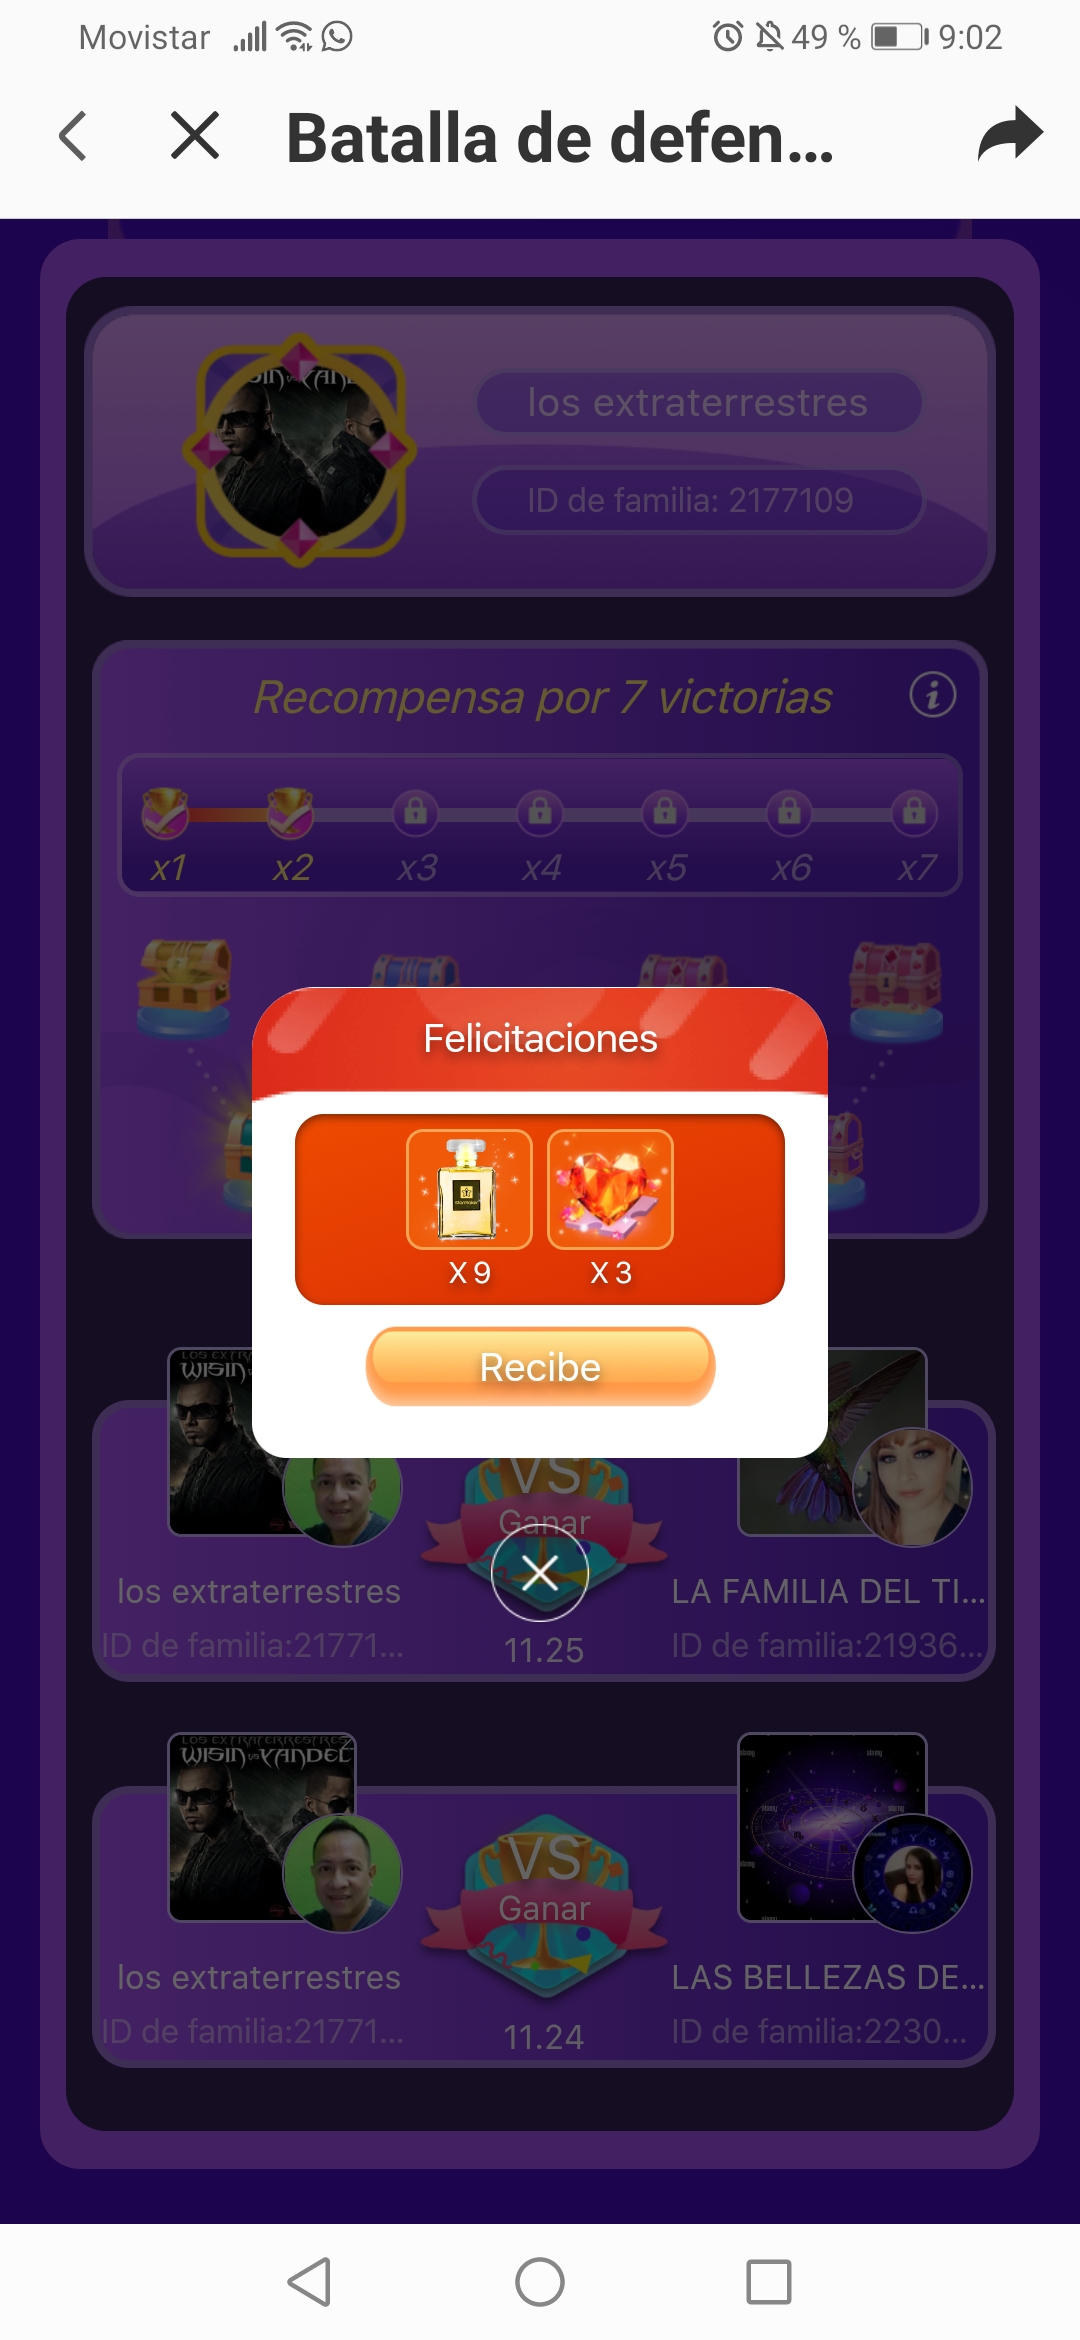 Movistar 49 % 9:02
Batalla de defen...
los extraterrestres
ID de familia: 2177109
Recompensa por 7 victorias
x1 x2 x3 x4 x5 x6 x7
Felicitaciones
X 9 X 3
Recibe
WISIN
VS
Ganar
los extraterrestres
LA FAMILIA DEL TI...
ID de familia:21771...
11.25
ID de familia:21936...
LOS EXTRATERRESTRES
WISIN YANDEL
VS
Ganar
los extraterrestres
LAS BELLEZAS DE...
ID de familia:21771...
11.24
ID de familia:2230...